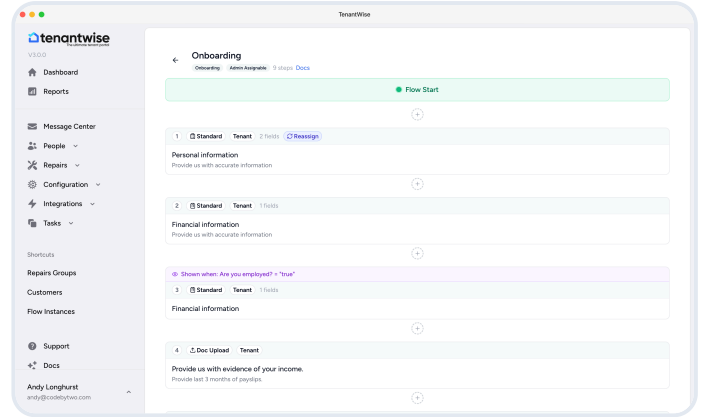 TenantWise
tenantwise
The ultimate tenant portal
V3.0.0
Dashboard
Reports
Message Center
People
Repairs
Configuration
Integrations
Tasks
Shortcuts
Repairs Groups
Customers
Flow Instances
Support
Docs
Andy Longhurst
andy@codebytwo.com
Onboarding
Onboarding Admin Assignable 9 steps Docs
Flow Start
1 Standard Tenant 2 fields Reassign
Personal information
Provide us with accurate information
2 Standard Tenant 1 fields
Financial information
Provide us with accurate information
Shown when: Are you employed? = "true"
3 Standard Tenant 1 fields
Financial information
4 Doc Upload Tenant
Provide us with evidence of your income.
Provide last 3 months of payslips.